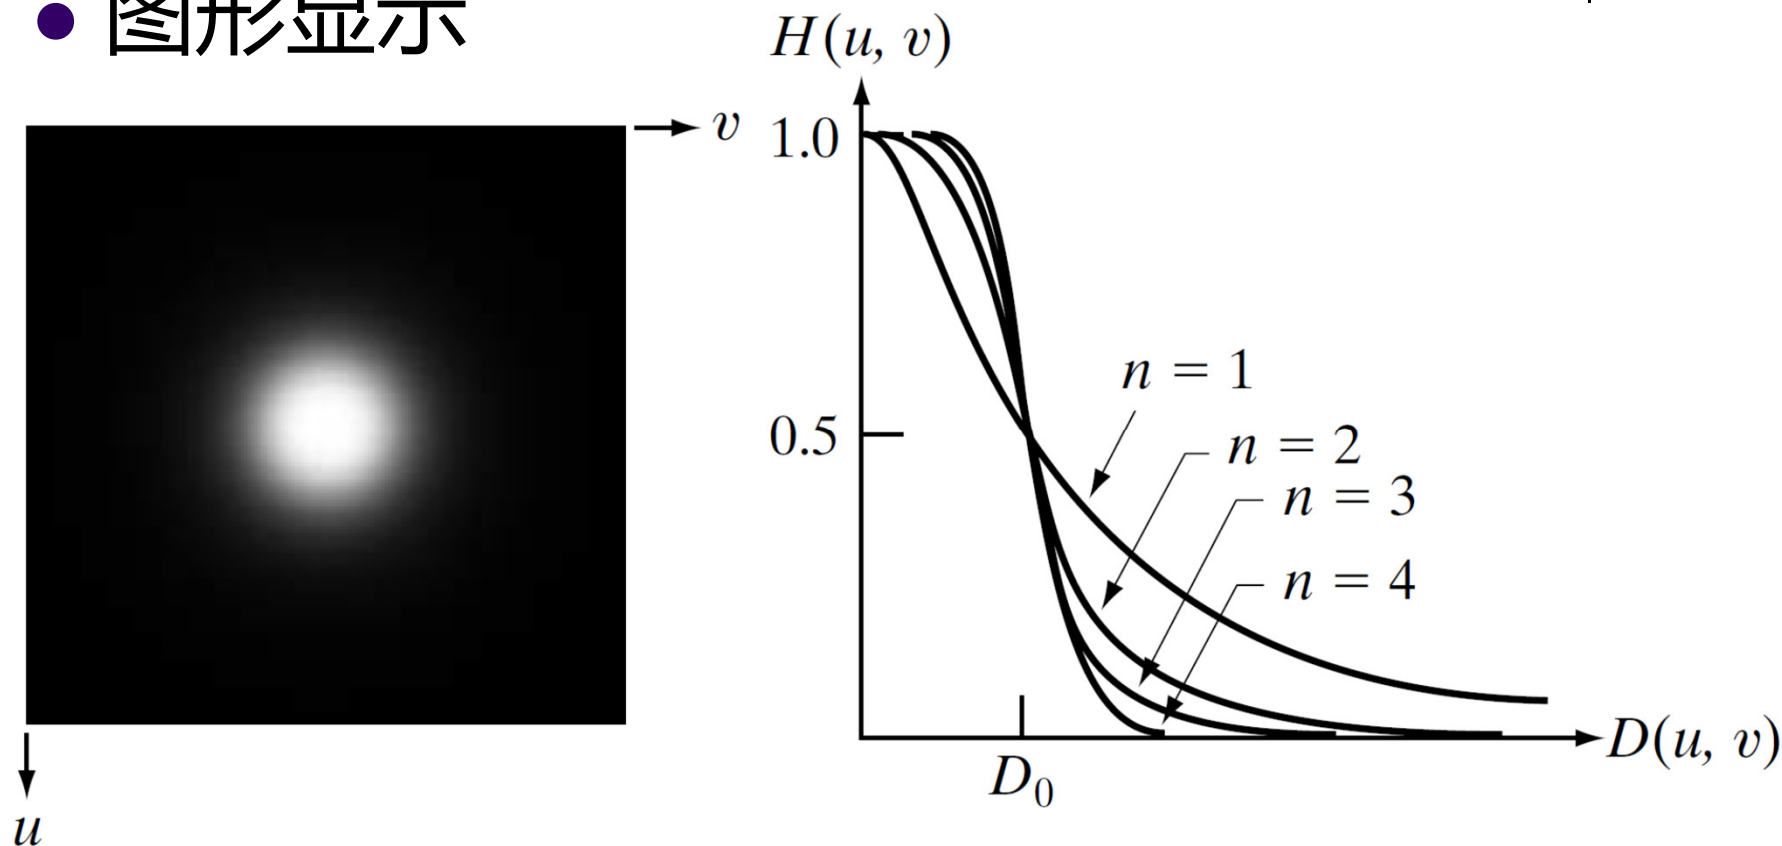 ● 图形显示
H(u, v)
v
1.0
n = 1
0.5
n = 2
n = 3
n = 4
D(u, v)
D₀
u